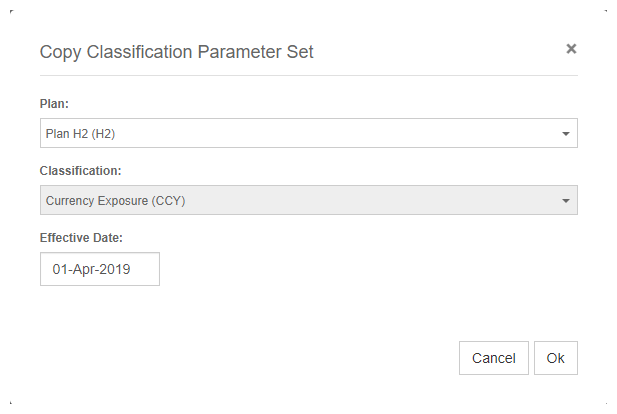 Copy Classification Parameter Set
×
Plan:
Plan H2 (H2)
Classification:
Currency Exposure (CCY)
Effective Date:
01-Apr-2019
Cancel Ok